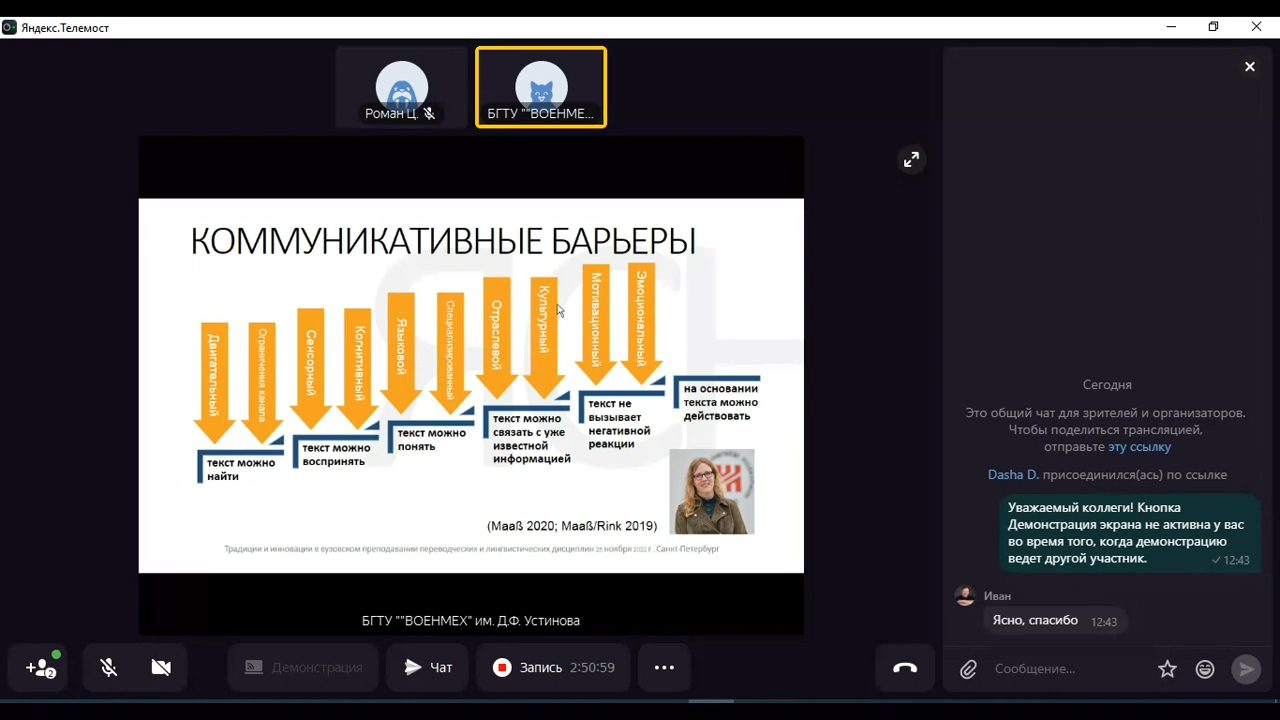 Яндекс.Телемост
Роман Ц.
БГТУ ""ВОЕНМЕ...
КОММУНИКАТИВНЫЕ БАРЬЕРЫ
Двигательный
Ограничения канала
Сенсорный
Когнитивный
Языковой
Специализированный
Отраслевой
Культурный
Мотивационный
Эмоциональный
текст можно
найти
текст можно
воспринять
текст можно
понять
текст можно
связать с уже
известной
информацией
текст не
вызывает
негативной
реакции
на основании
текста можно
действовать
(Maaß 2020; Maaß/Rink 2019)
Традиции и инновации в вузовском преподавании переводческих и лингвистических дисциплин 25 ноября 2022 г., Санкт-Петербург
БГТУ ""ВОЕНМЕХ" им. Д.Ф. Устинова
2
Демонстрация
Чат
Запись 2:50:59
Сегодня
Это общий чат для зрителей и организаторов.
Чтобы поделиться трансляцией,
отправьте эту ссылку
Dasha D. присоединился(ась) по ссылке
Уважаемый коллеги! Кнопка
Демонстрация экрана не активна у вас
во время того, когда демонстрацию
ведет другой участник.
12:43
Иван
Ясно, спасибо 12:43
Сообщение...